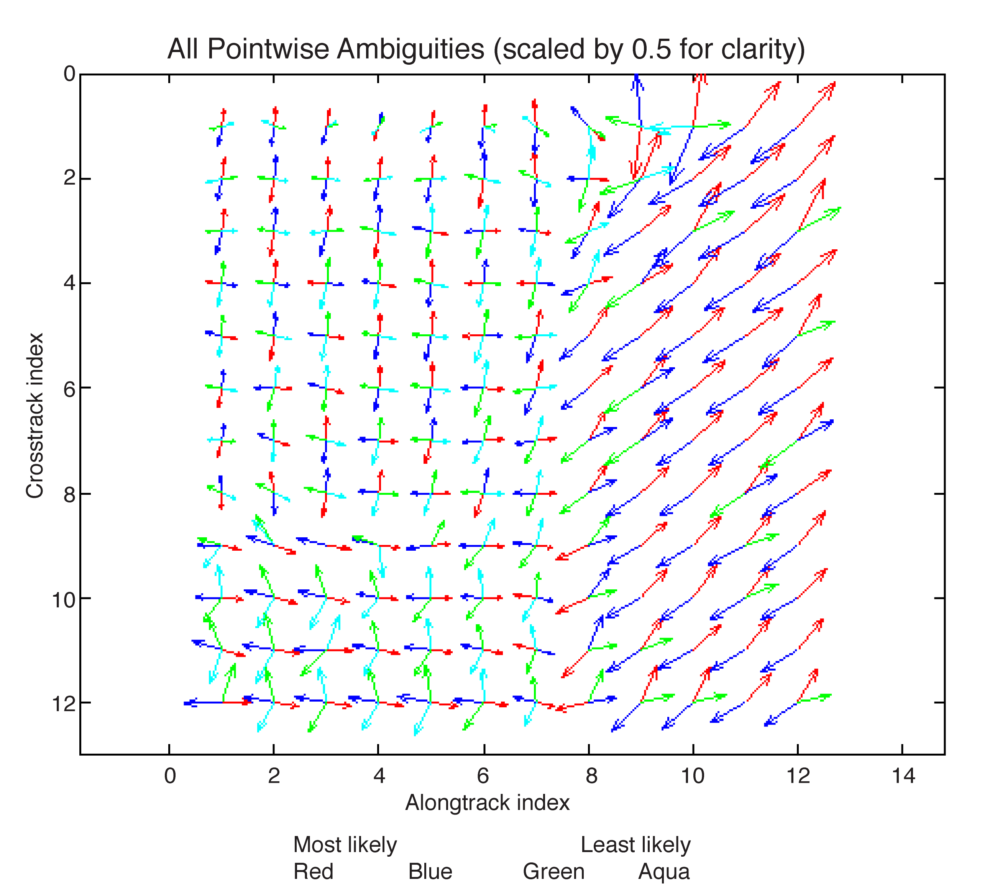 All Pointwise Ambiguities (scaled by 0.5 for clarity)
0
2
4
6
8
10
12
Crosstrack index
0 2 4 6 8 10 12 14
Alongtrack index
Most likely Least likely
Red Blue Green Aqua